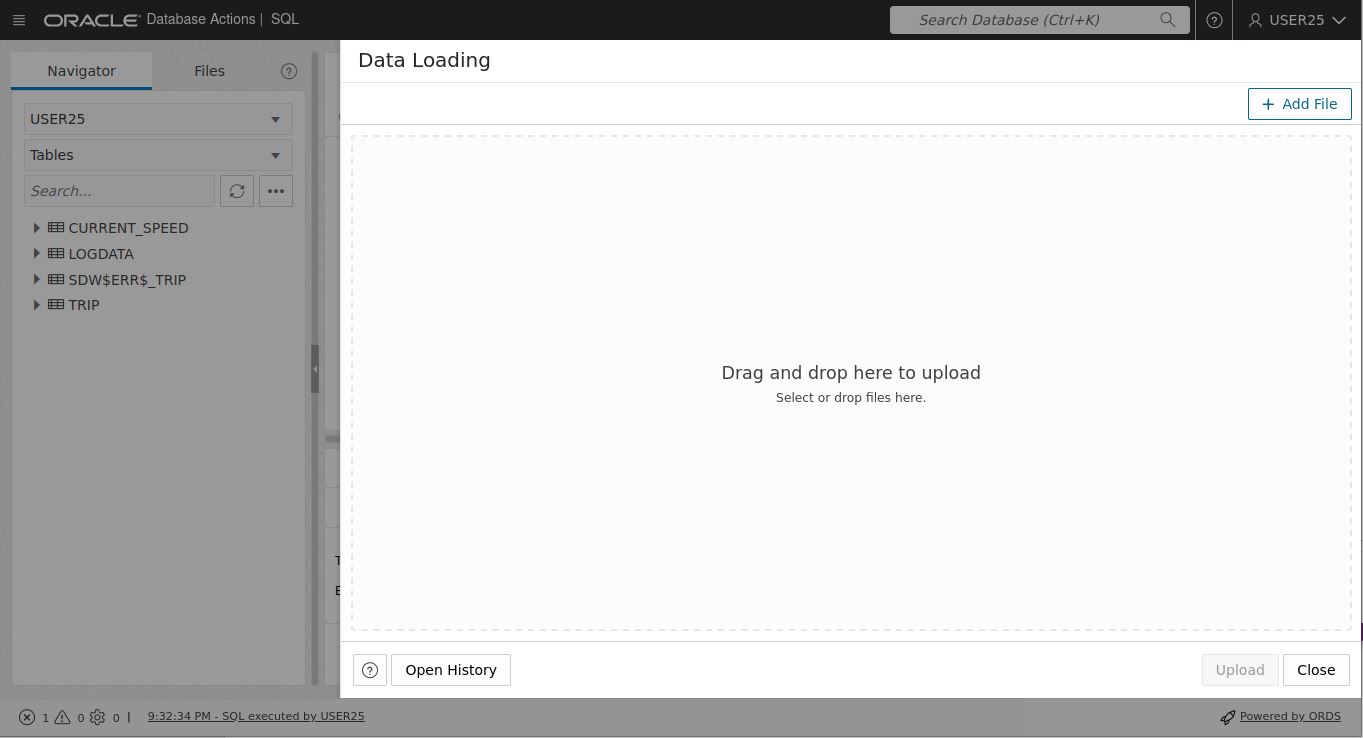 ORACLE Database Actions | SQL
Search Database (Ctrl+K)
USER25
Navigator
Files
USER25
Tables
Search...
CURRENT_SPEED
LOGDATA
SDW$ERR$_TRIP
TRIP
Data Loading
+ Add File
Drag and drop here to upload
Select or drop files here.
Open History
Upload
Close
1 0 0 | 9:32:34 PM - SQL executed by USER25
Powered by ORDS